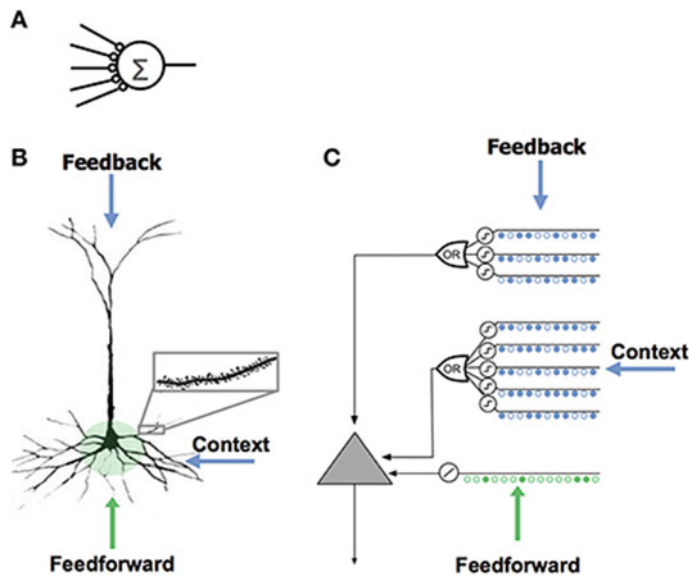 A
Σ
B
Feedback
Context
Feedforward
C
Feedback
OR
OR
Context
Feedforward